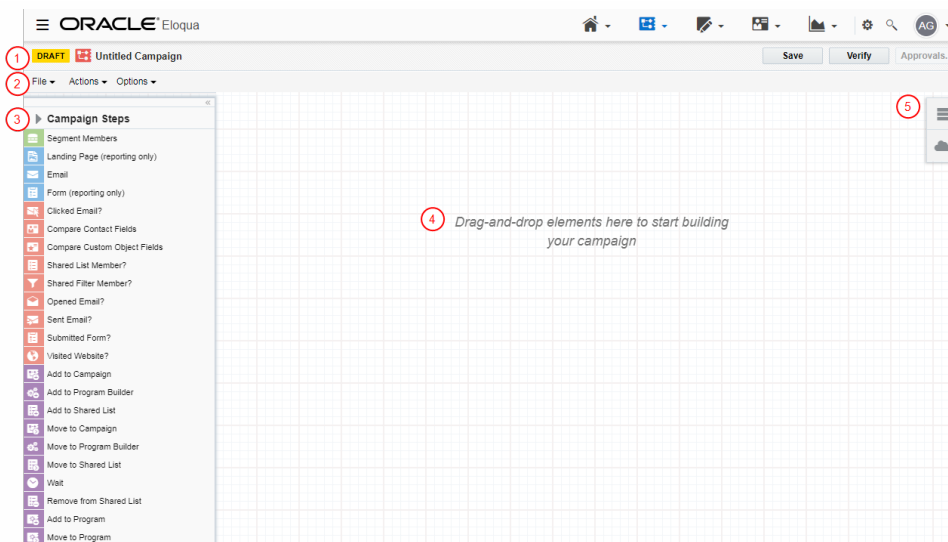 ORACLE® Eloqua
AG
1 DRAFT Untitled Campaign Save Verify Approvals.
2 File Actions Options
«
3 Campaign Steps 5
Segment Members
Landing Page (reporting only)
Email
Form (reporting only)
Clicked Email?
Compare Contact Fields
Compare Custom Object Fields
Shared List Member?
Shared Filter Member?
Opened Email?
Sent Email?
Submitted Form?
Visited Website?
Add to Campaign
Add to Program Builder
Add to Shared List
Move to Campaign
Move to Program Builder
Move to Shared List
Wait
Remove from Shared List
Add to Program
Move to Program
4 Drag-and-drop elements here to start building
your campaign